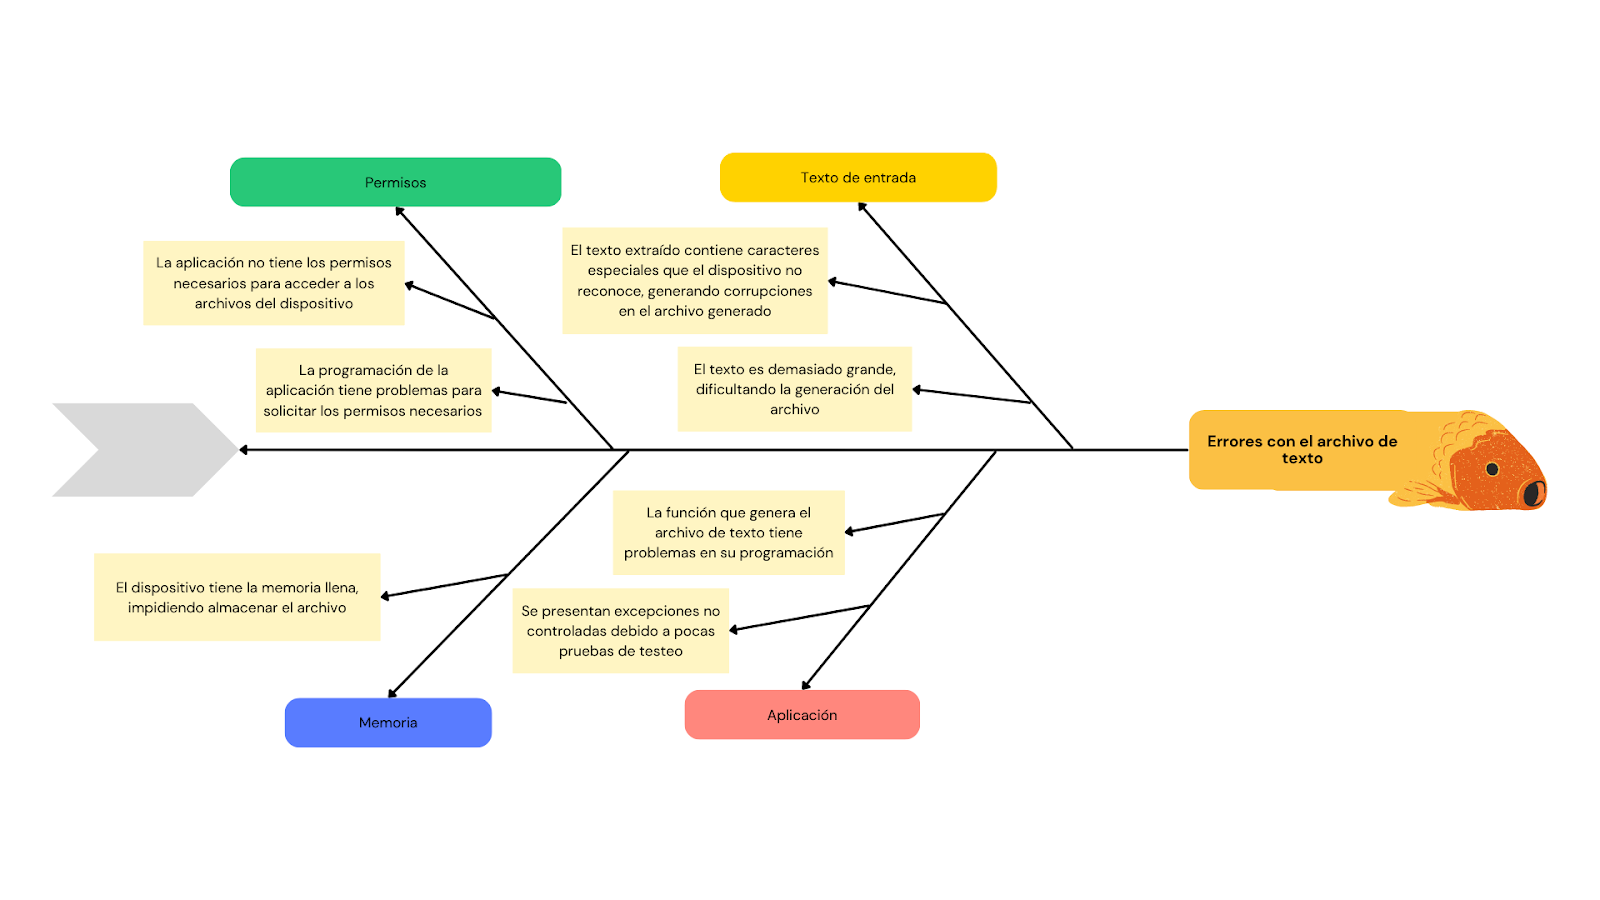 Permisos
Texto de entrada
La aplicación no tiene los permisos
necesarios para acceder a los
archivos del dispositivo
El texto extraído contiene caracteres
especiales que el dispositivo no
reconoce, generando corrupciones
en el archivo generado
La programación de la
aplicación tiene problemas para
solicitar los permisos necesarios
El texto es demasiado grande,
dificultando la generación del
archivo
Errores con el archivo de
texto
La función que genera el
archivo de texto tiene
problemas en su programación
El dispositivo tiene la memoria llena,
impidiendo almacenar el archivo
Se presentan excepciones no
controladas debido a pocas
pruebas de testeo
Memoria
Aplicación